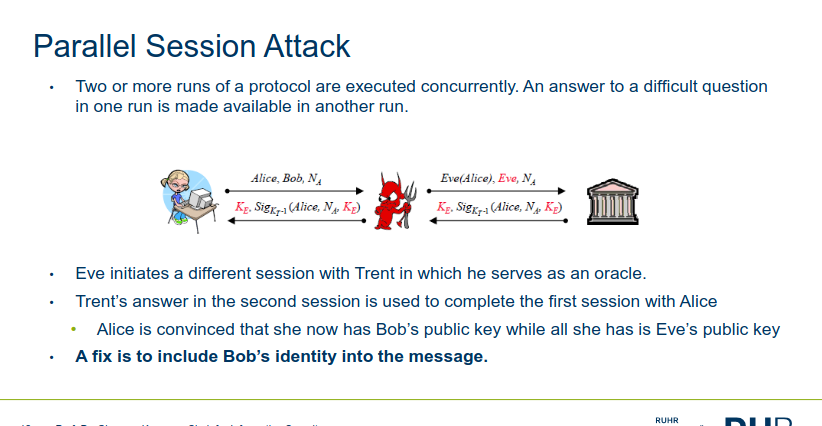 Parallel Session Attack
• Two or more runs of a protocol are executed concurrently. An answer to a difficult question
in one run is made available in another run.
Alice, Bob, N_A
Eve(Alice), Eve, N_A
K_E, Sig_{K_T-1}(Alice, N_A, K_E)
K_E, Sig_{K_T-1}(Alice, N_A, K_E)
• Eve initiates a different session with Trent in which he serves as an oracle.
• Trent's answer in the second session is used to complete the first session with Alice
• Alice is convinced that she now has Bob's public key while all she has is Eve's public key
• A fix is to include Bob's identity into the message.
RUHR